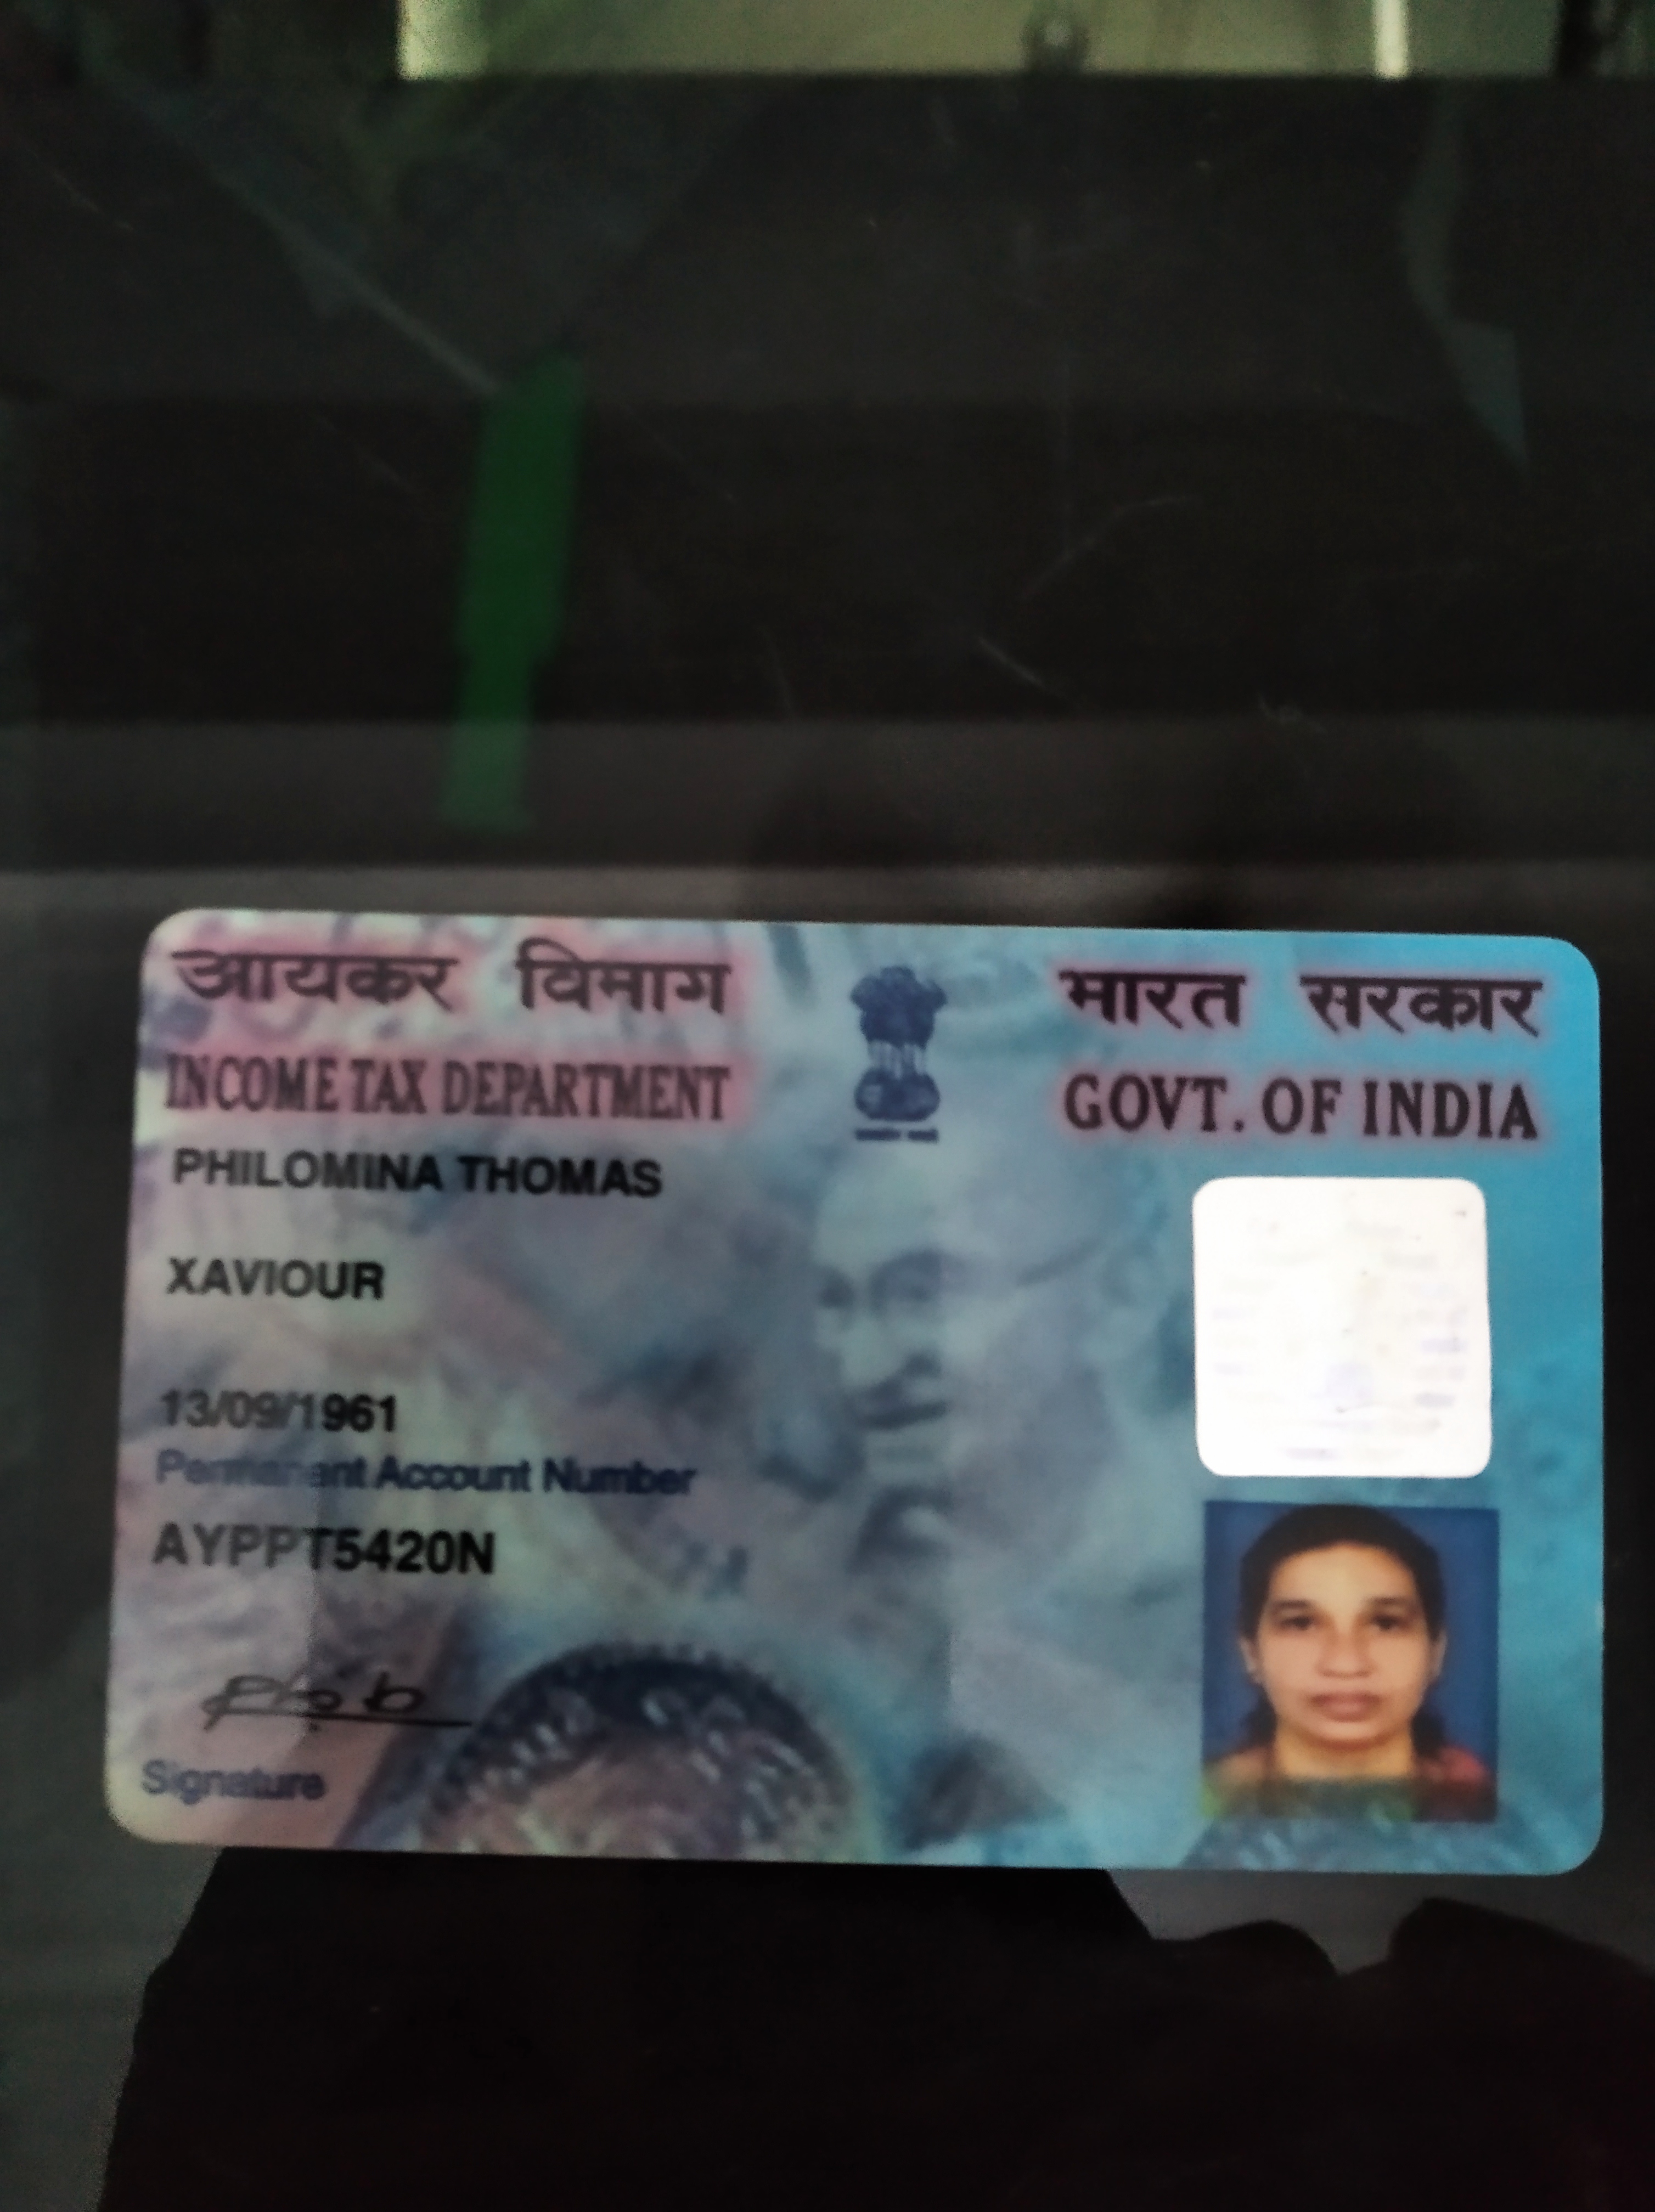 आयकर विभाग
INCOME TAX DEPARTMENT
भारत सरकार
GOVT. OF INDIA
PHILOMINA THOMAS
XAVIOUR
13/09/1961
Permanent Account Number
AYPPT5420N
Signature